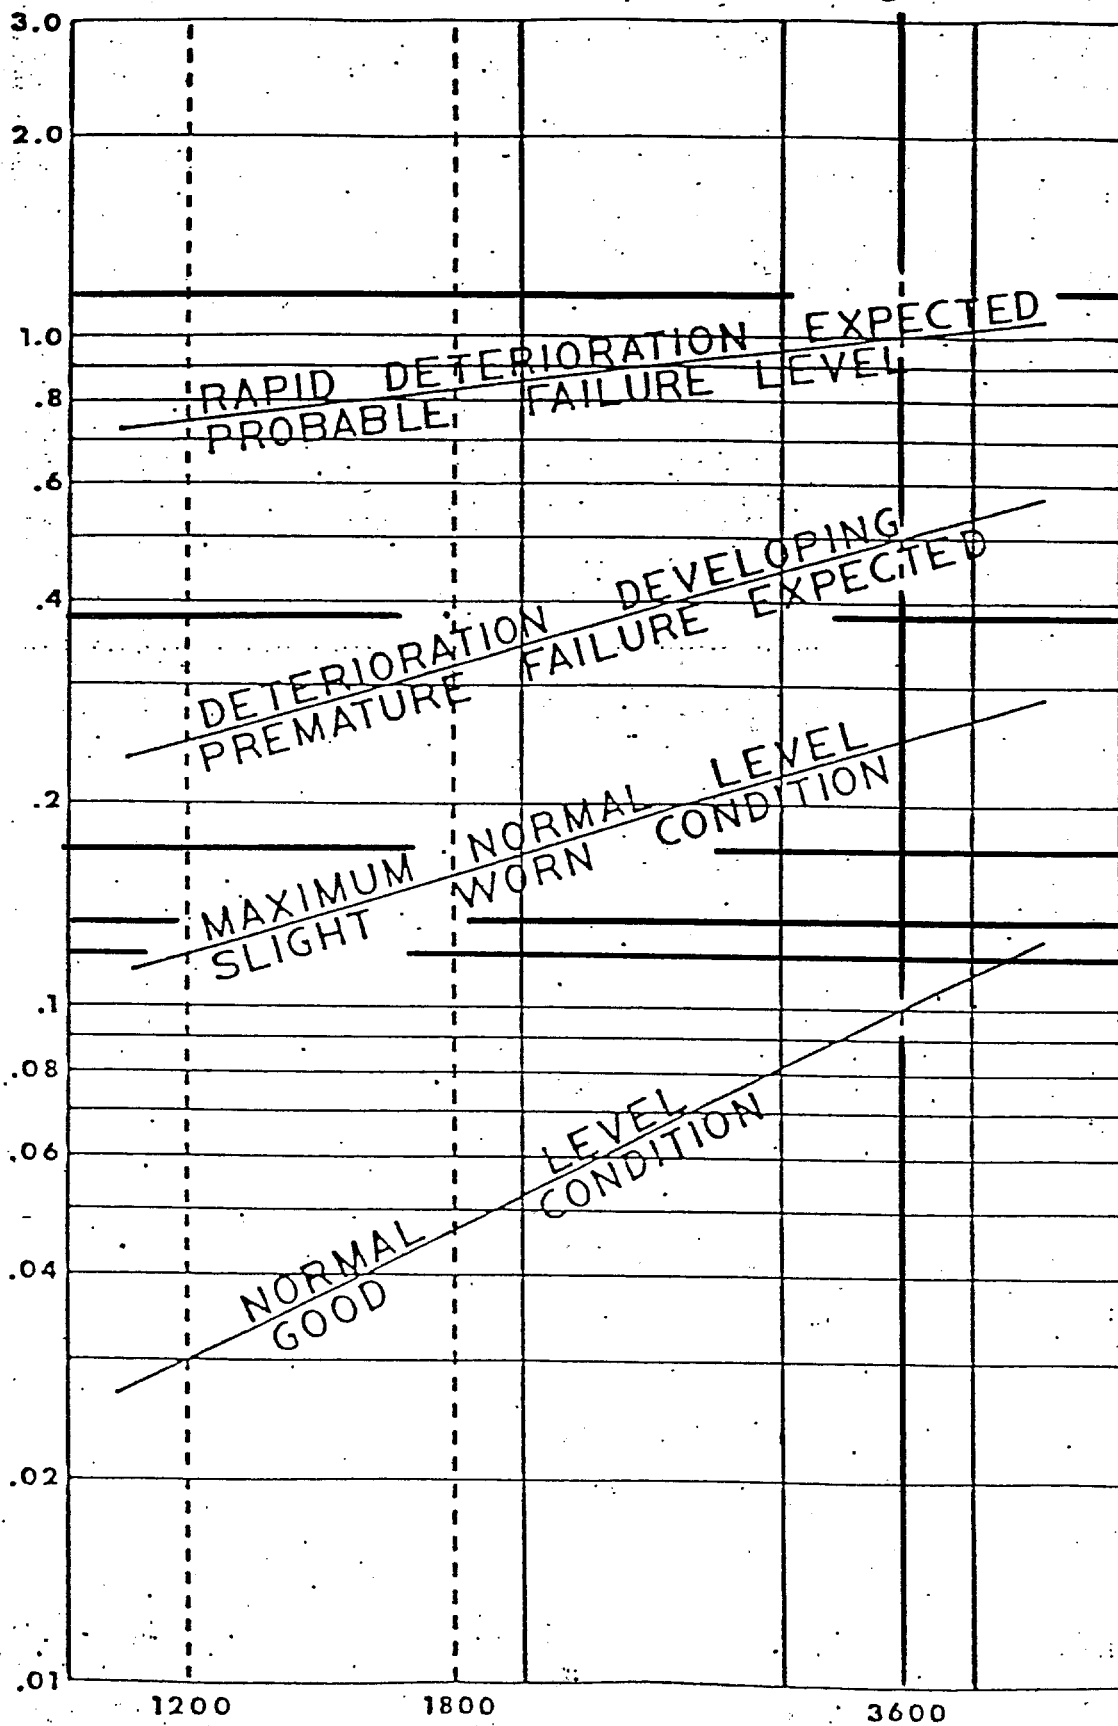 3.0
2.0
1.0
.8
.6
.4
.2
.1
.08
.06
.04
.02
.01
RAPID DETERIORATION EXPECTED
PROBABLE FAILURE LEVEL
DETERIORATION DEVELOPING
PREMATURE FAILURE EXPECTED
MAXIMUM NORMAL LEVEL
SLIGHT WORN CONDITION
NORMAL LEVEL
GOOD CONDITION
1200 1800 3600